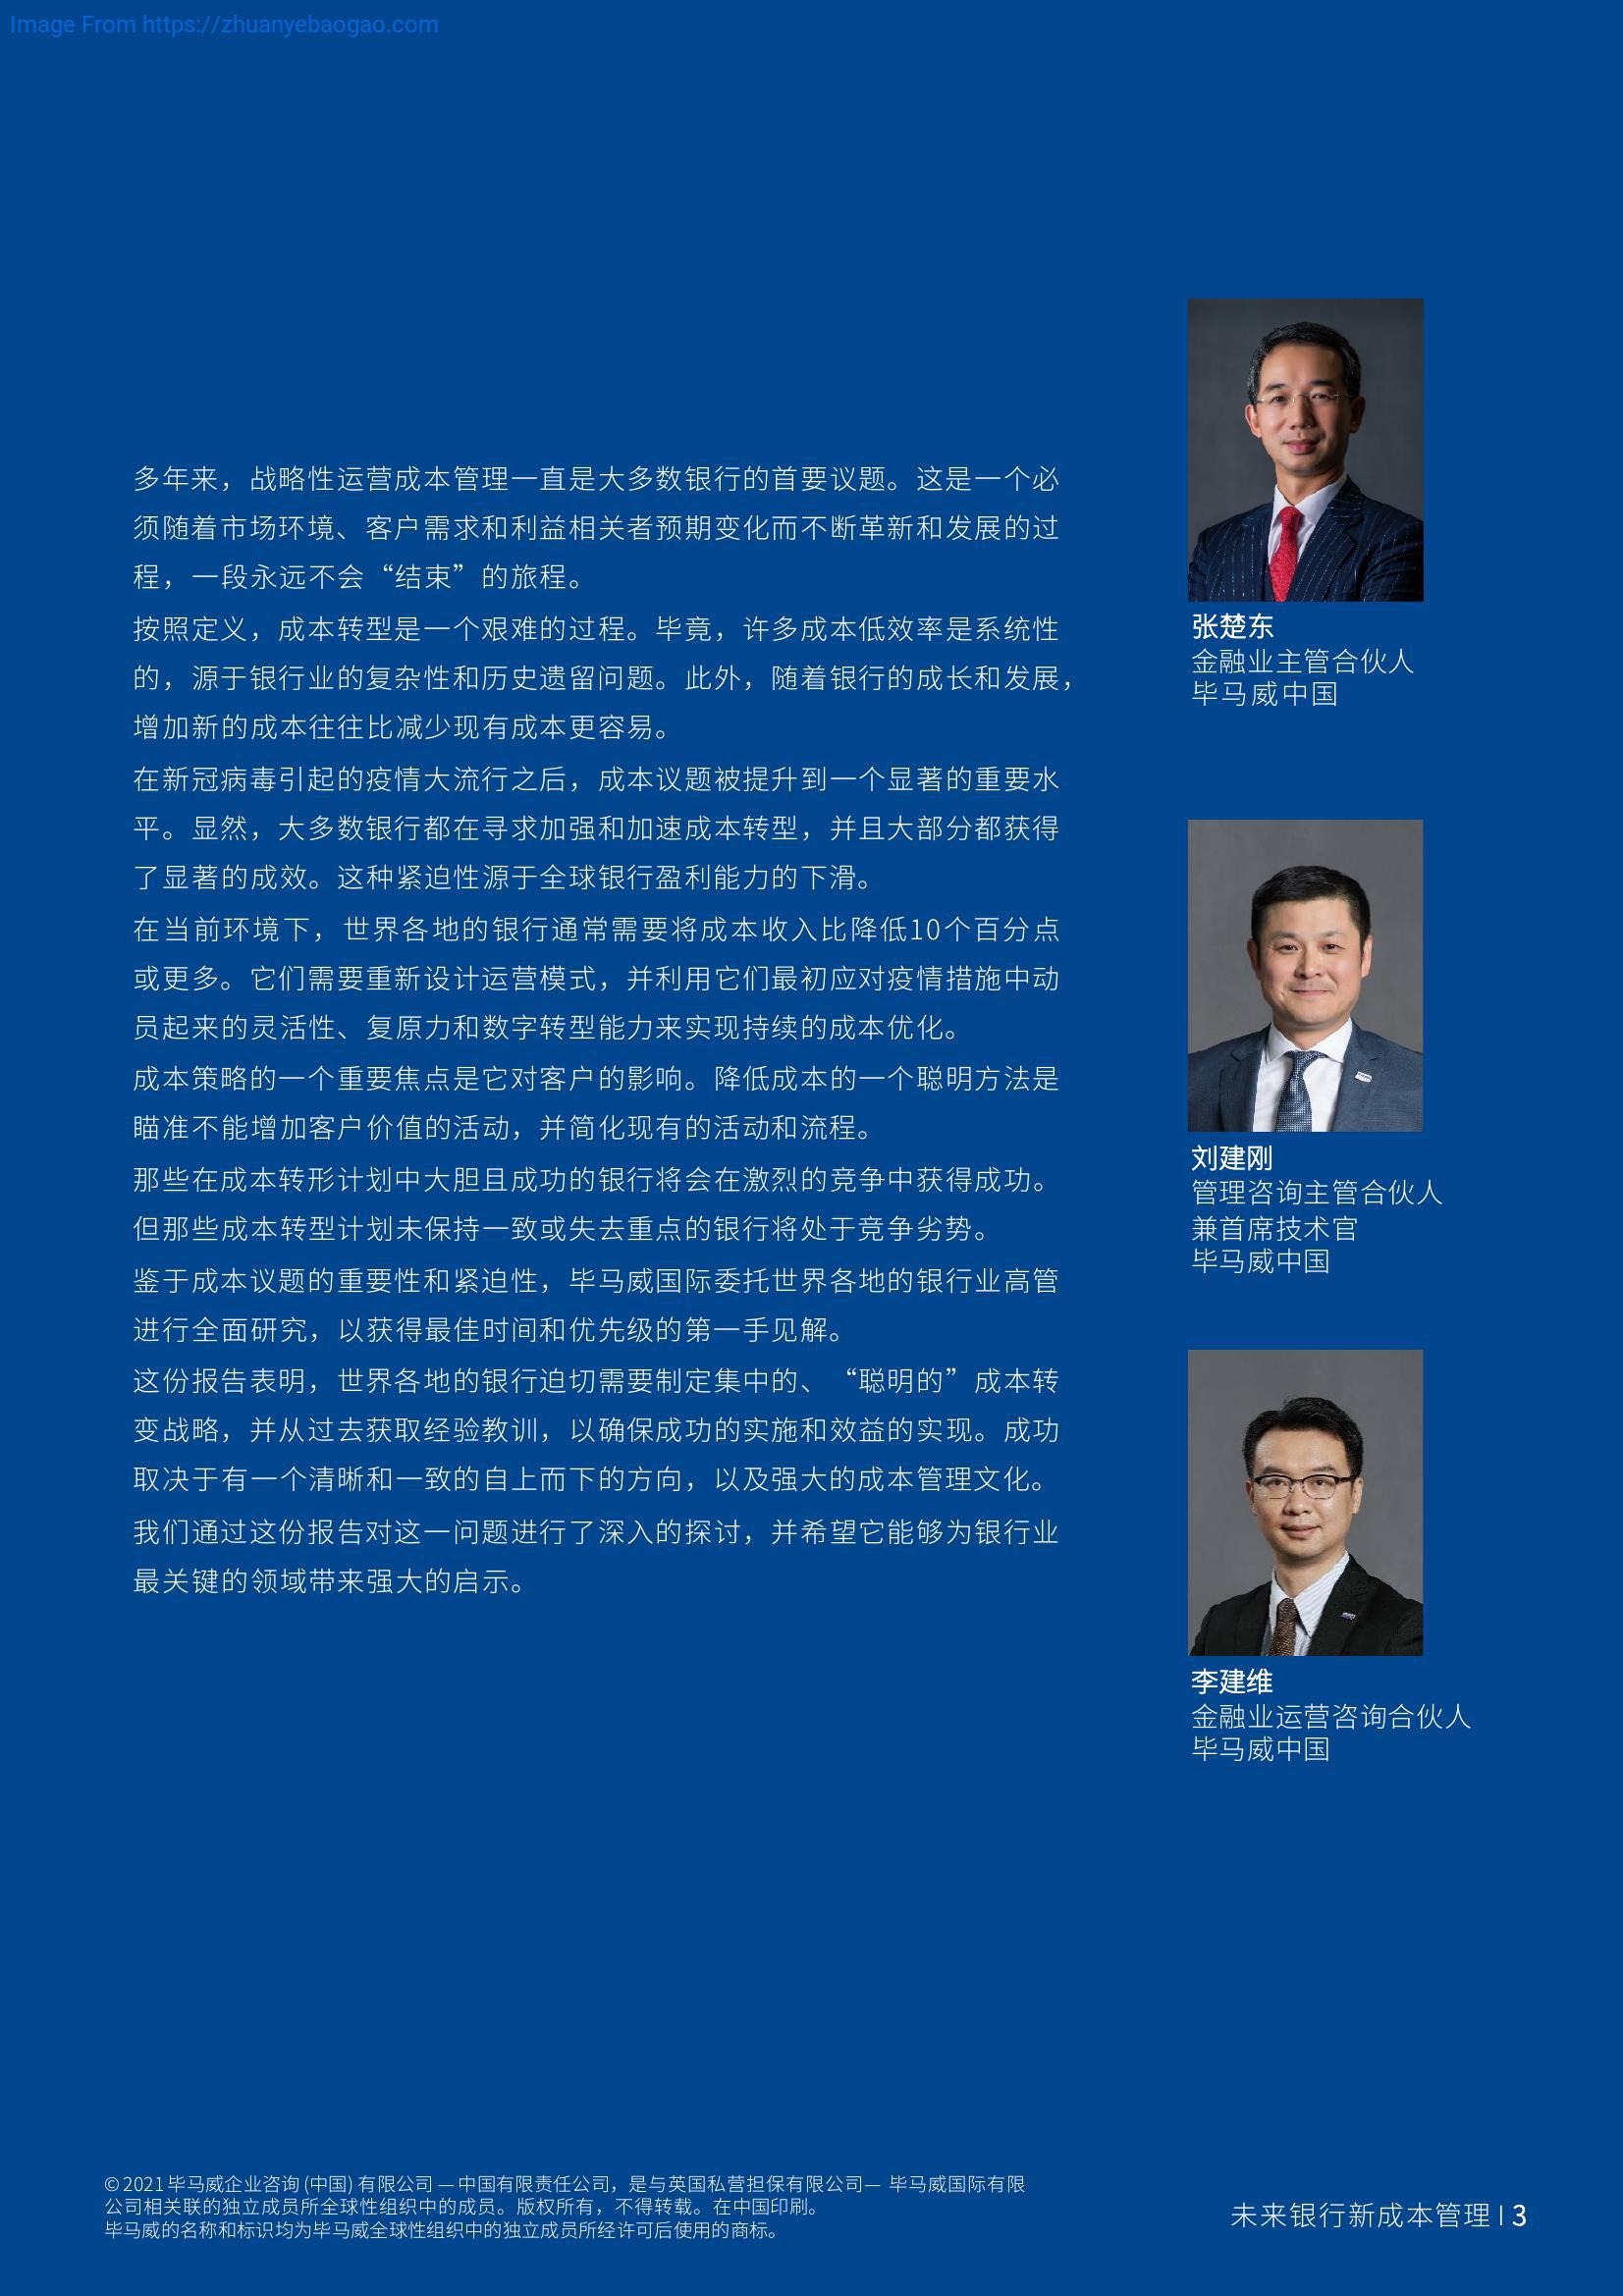 Image From https://zhuanyebaogao.com
多年来，战略性运营成本管理一直是大多数银行的首要议题。这是一个必
须随着市场环境、客户需求和利益相关者预期变化而不断革新和发展的过
程，一段永远不会“结束”的旅程。
按照定义，成本转型是一个艰难的过程。毕竟，许多成本低效率是系统性
的，源于银行业的复杂性和历史遗留问题。此外，随着银行的成长和发展，
增加新的成本往往比减少现有成本更容易。
在新冠病毒引起的疫情大流行之后，成本议题被提升到一个显著的重要水
平。显然，大多数银行都在寻求加强和加速成本转型，并且大部分都获得
了显著的成效。这种紧迫性源于全球银行盈利能力的下滑。
在当前环境下，世界各地的银行通常需要将成本收入比降低10个百分点
或更多。它们需要重新设计运营模式，并利用它们最初应对疫情措施中动
员起来的灵活性、复原力和数字转型能力来实现持续的成本优化。
成本策略的一个重要焦点是它对客户的影响。降低成本的一个聪明方法是
瞄准不能增加客户价值的活动，并简化现有的活动和流程。
那些在成本转形计划中大胆且成功的银行将会在激烈的竞争中获得成功。
但那些成本转型计划未保持一致或失去重点的银行将处于竞争劣势。
鉴于成本议题的重要性和紧迫性，毕马威国际委托世界各地的银行业高管
进行全面研究，以获得最佳时间和优先级的第一手见解。
这份报告表明，世界各地的银行迫切需要制定集中的、“聪明的”成本转
变战略，并从过去获取经验教训，以确保成功的实施和效益的实现。成功
取决于有一个清晰和一致的自上而下的方向，以及强大的成本管理文化。
我们通过这份报告对这一问题进行了深入的探讨，并希望它能够为银行业
最关键的领域带来强大的启示。
张楚东
金融业主管合伙人
毕马威中国
刘建刚
管理咨询主管合伙人
兼首席技术官
毕马威中国
李建维
金融业运营咨询合伙人
毕马威中国
© 2021 毕马威企业咨询 (中国) 有限公司 — 中国有限责任公司，是与英国私营担保有限公司— 毕马威国际有限
公司相关联的独立成员所全球性组织中的成员。版权所有，不得转载。在中国印刷。
毕马威的名称和标识均为毕马威全球性组织中的独立成员所经许可后使用的商标。
未来银行新成本管理 | 3